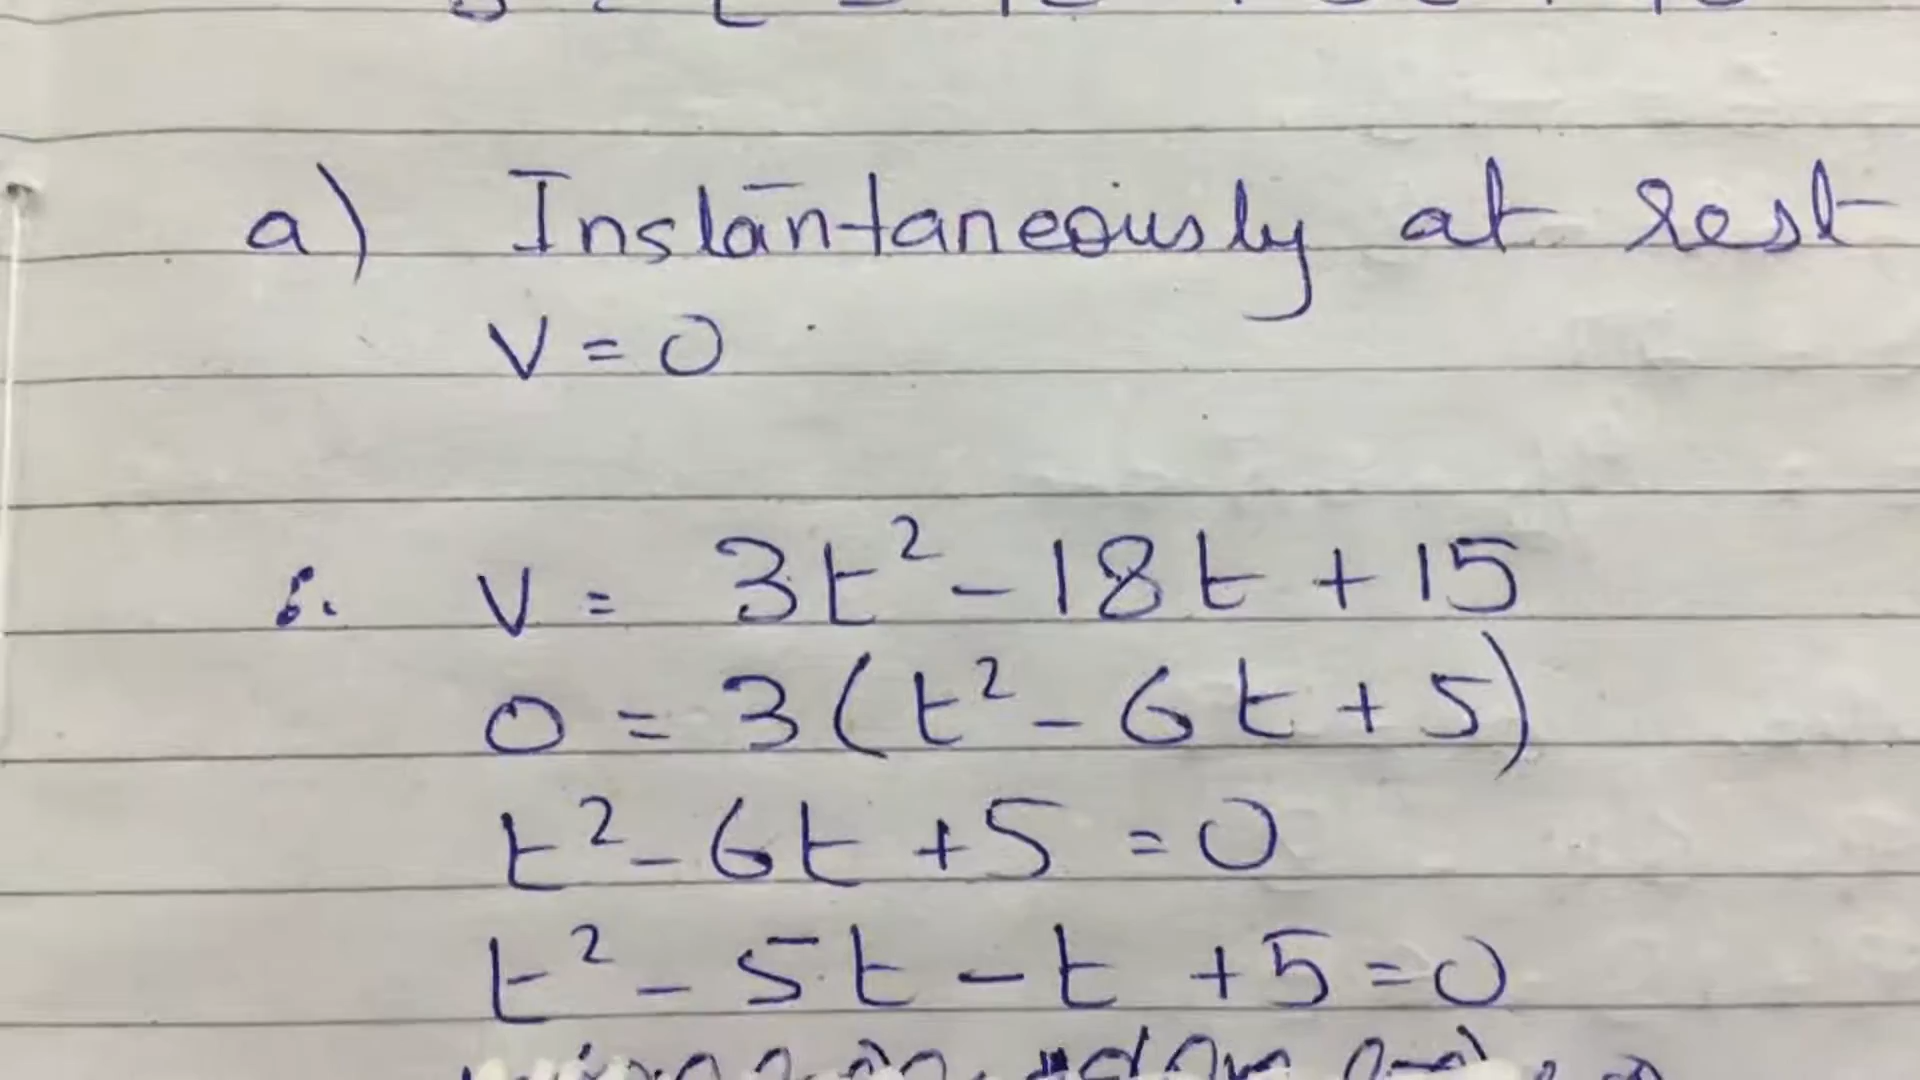 a) Instantaneously at rest
V = 0
∴ V = 3t² - 18t + 15
0 = 3(t² - 6t + 5)
t² - 6t + 5 = 0
t² - 5t - t + 5 = 0